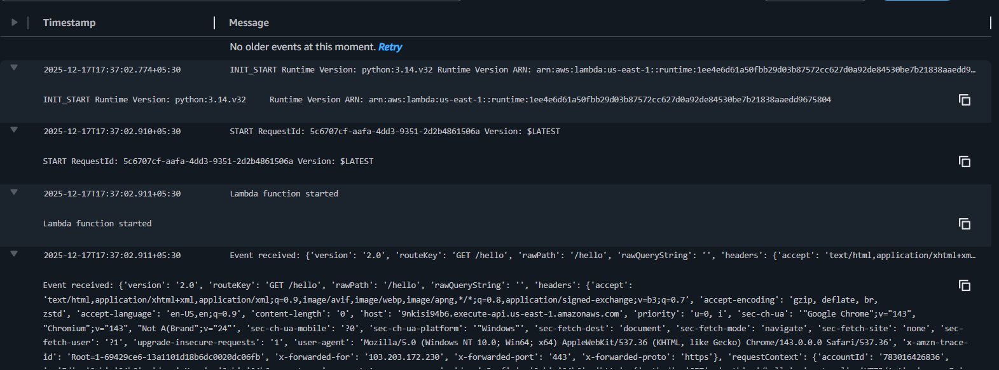 Timestamp Message
No older events at this moment. Retry
2025-12-17T17:37:02.774+05:30 INIT_START Runtime Version: python:3.14.v32 Runtime Version ARN: arn:aws:lambda:us-east-1::runtime:1ee4e6d61a50fbb29d03b87572cc627d0a92de84530be7b21838aaedd9…
INIT_START Runtime Version: python:3.14.v32 Runtime Version ARN: arn:aws:lambda:us-east-1::runtime:1ee4e6d61a50fbb29d03b87572cc627d0a92de84530be7b21838aaedd9675804
2025-12-17T17:37:02.910+05:30 START RequestId: 5c6707cf-aafa-4dd3-9351-2d2b4861506a Version: $LATEST
START RequestId: 5c6707cf-aafa-4dd3-9351-2d2b4861506a Version: $LATEST
2025-12-17T17:37:02.911+05:30 Lambda function started
Lambda function started
2025-12-17T17:37:02.911+05:30 Event received: {'version': '2.0', 'routeKey': 'GET /hello', 'rawPath': '/hello', 'rawQueryString': '', 'headers': {'accept': 'text/html,application/xhtml+xm…
Event received: {'version': '2.0', 'routeKey': 'GET /hello', 'rawPath': '/hello', 'rawQueryString': '', 'headers': {'accept':
'text/html,application/xhtml+xml,application/xml;q=0.9,image/avif,image/webp,image/apng,*/*;q=0.8,application/signed-exchange;v=b3;q=0.7', 'accept-encoding': 'gzip, deflate, br,
zstd', 'accept-language': 'en-US,en;q=0.9', 'content-length': '0', 'host': '9nkisi94b6.execute-api.us-east-1.amazonaws.com', 'priority': 'u=0, i', 'sec-ch-ua': '"Google Chrome";v="143",
"Chromium";v="143", "Not A(Brand";v="24"', 'sec-ch-ua-mobile': '?0', 'sec-ch-ua-platform': '"Windows"', 'sec-fetch-dest': 'document', 'sec-fetch-mode': 'navigate', 'sec-fetch-site': 'none', 'sec-
fetch-user': '?1', 'upgrade-insecure-requests': '1', 'user-agent': 'Mozilla/5.0 (Windows NT 10.0; Win64; x64) AppleWebKit/537.36 (KHTML, like Gecko) Chrome/143.0.0.0 Safari/537.36', 'x-amzn-trace-
id': 'Root=1-69429ce6-13a1101d18b6dc0020dc06fb', 'x-forwarded-for': '103.203.172.230', 'x-forwarded-port': '443', 'x-forwarded-proto': 'https'}, 'requestContext': {'accountId': '783016426836',